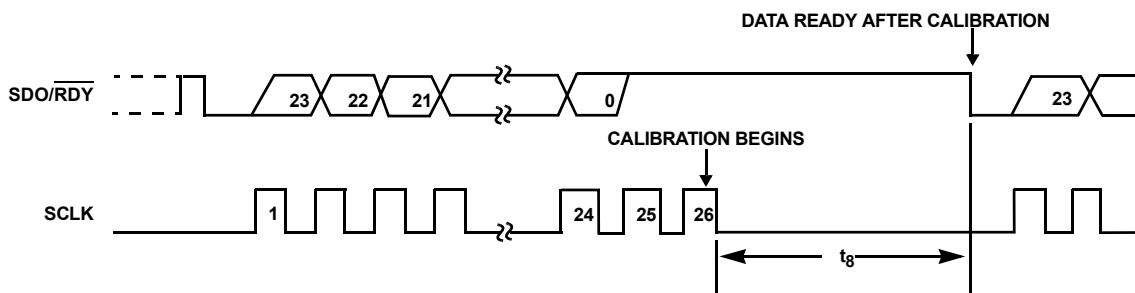 DATA READY AFTER CALIBRATION
SDO/RDY
23 22 21 0 23
CALIBRATION BEGINS
SCLK
1 24 25 26
t8